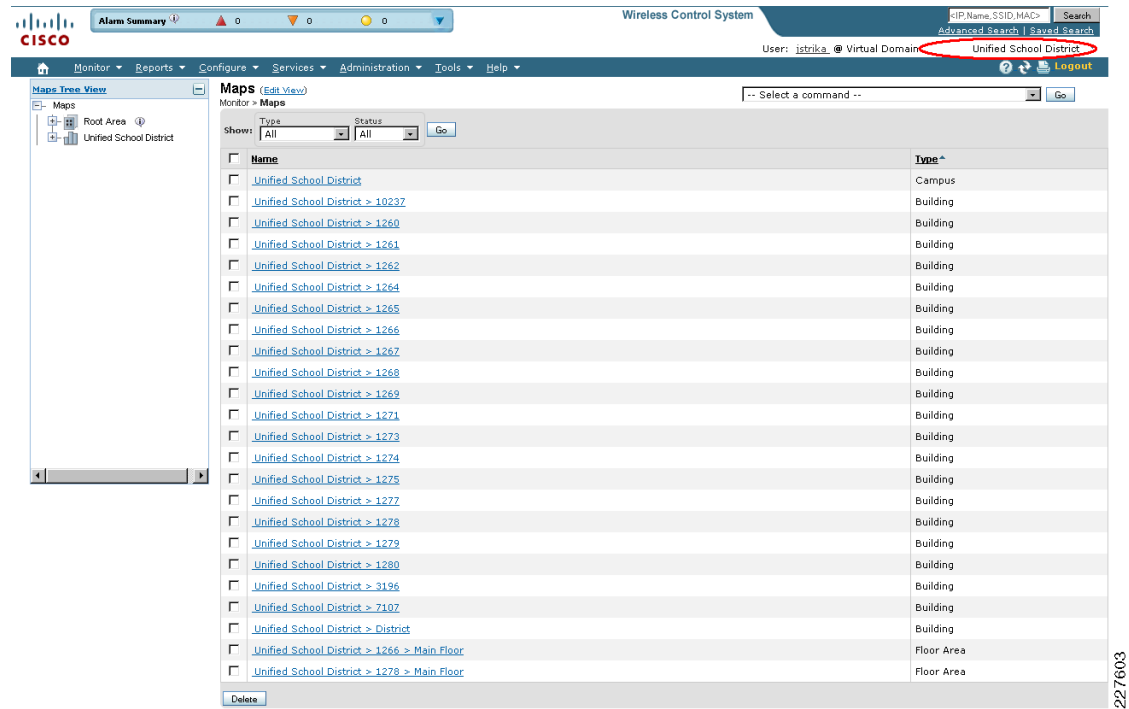 Alarm Summary 0 0 0
Wireless Control System
<IP,Name,SSID,MAC> Search
Advanced Search | Saved Search
CISCO
User: jstrika @ Virtual Domain Unified School District
Monitor Reports Configure Services Administration Tools Help Logout
Maps Tree View
Maps
Root Area
Unified School District
Maps (Edit View)
Monitor > Maps
-- Select a command -- Go
Type Status
Show: All All Go
Name Type
Unified School District Campus
Unified School District > 10237 Building
Unified School District > 1260 Building
Unified School District > 1261 Building
Unified School District > 1262 Building
Unified School District > 1264 Building
Unified School District > 1265 Building
Unified School District > 1266 Building
Unified School District > 1267 Building
Unified School District > 1268 Building
Unified School District > 1269 Building
Unified School District > 1271 Building
Unified School District > 1273 Building
Unified School District > 1274 Building
Unified School District > 1275 Building
Unified School District > 1277 Building
Unified School District > 1278 Building
Unified School District > 1279 Building
Unified School District > 1280 Building
Unified School District > 3196 Building
Unified School District > 7107 Building
Unified School District > District Building
Unified School District > 1266 > Main Floor Floor Area
Unified School District > 1278 > Main Floor Floor Area
Delete
227603